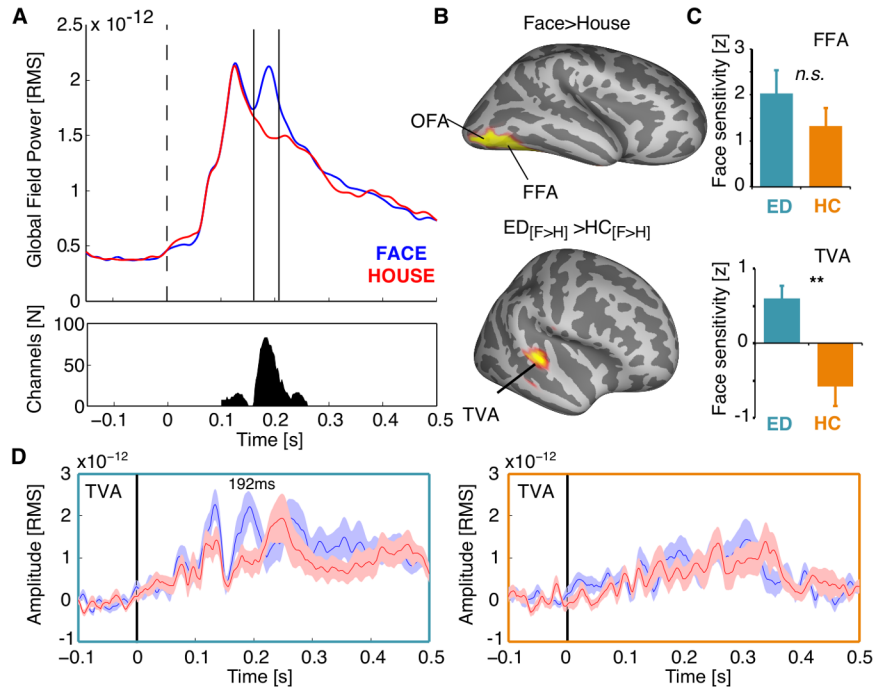 A
2.5 x 10-12
2
1.5
1
0.5
0
Global Field Power [RMS]
FACE
HOUSE
100
50
0
Channels [N]
−0.1 0 0.1 0.2 0.3 0.4 0.5
Time [s]
B
Face>House
OFA
FFA
ED[F>H] >HC[F>H]
TVA
C
3
2
1
0
Face sensitivity [z]
FFA
n.s.
ED HC
1
0
-1
Face sensitivity [z]
TVA
**
ED HC
D
x10-12
3
2
1
0
-1
Amplitude [RMS]
TVA
192ms
−0.1 0 0.1 0.2 0.3 0.4 0.5
Time [s]
x10-12
3
2
1
0
-1
Amplitude [RMS]
TVA
−0.1 0 0.1 0.2 0.3 0.4 0.5
Time [s]